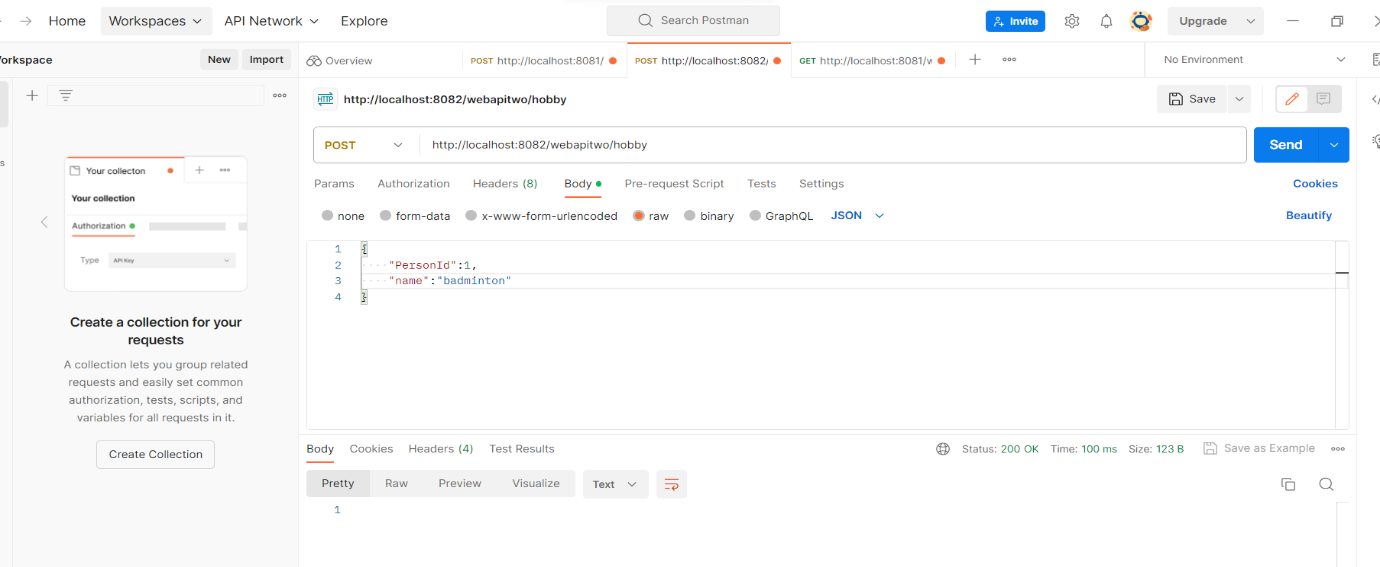 Home Workspaces API Network Explore Search Postman Invite Upgrade
orkspace New Import Overview POST http://localhost:8081/ POST http://localhost:8082/ GET http://localhost:8081/w No Environment
HTTP http://localhost:8082/webapitwo/hobby Save
POST http://localhost:8082/webapitwo/hobby Send
Params Authorization Headers (8) Body Pre-request Script Tests Settings Cookies
none form-data x-www-form-urlencoded raw binary GraphQL JSON Beautify
1 {
2 "PersonId":1,
3 "name":"badminton"
4 }
s
Your collecton
Your collection
Authorization
Type API Key
Create a collection for your
requests
A collection lets you group related
requests and easily set common
authorization, tests, scripts, and
variables for all requests in it.
Create Collection
Body Cookies Headers (4) Test Results Status: 200 OK Time: 100 ms Size: 123 B Save as Example
Pretty Raw Preview Visualize Text
1